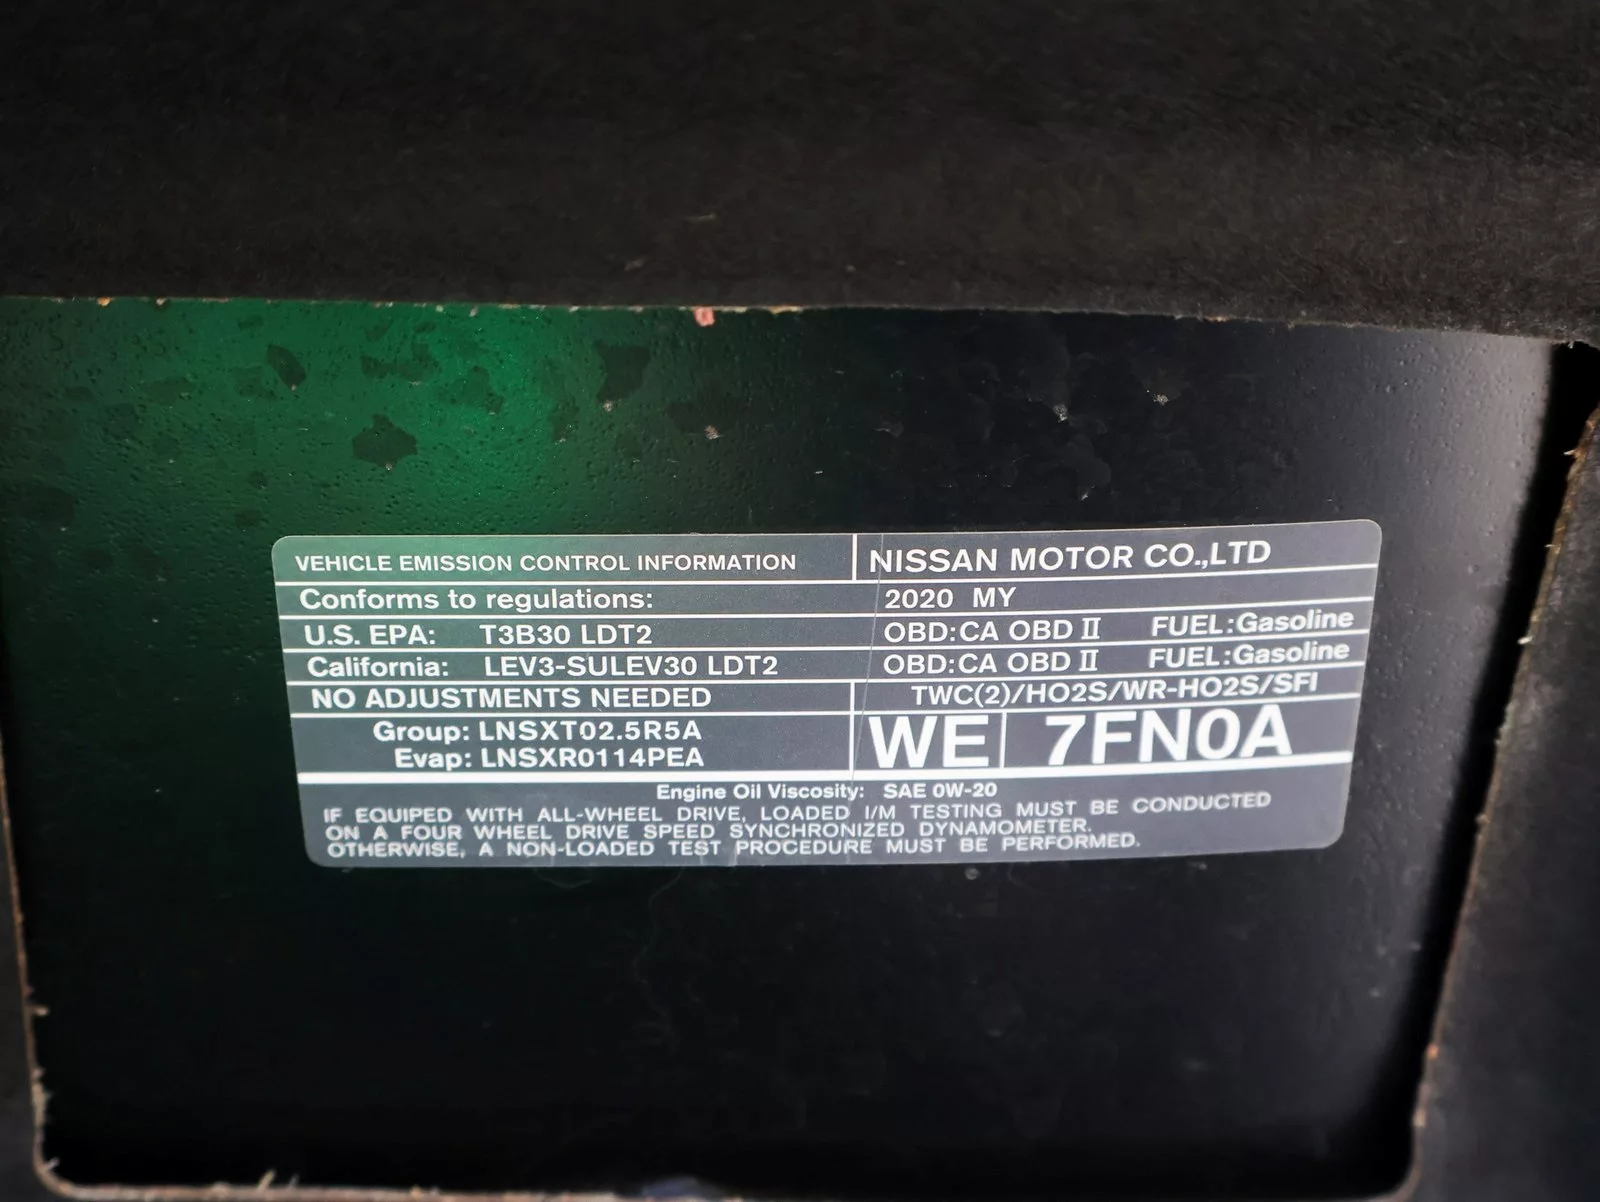 VEHICLE EMISSION CONTROL INFORMATION NISSAN MOTOR CO.,LTD
Conforms to regulations: 2020 MY
U.S. EPA: T3B30 LDT2 OBD:CA OBD II FUEL:Gasoline
California: LEV3-SULEV30 LDT2 OBD:CA OBD II FUEL:Gasoline
NO ADJUSTMENTS NEEDED TWC(2)/HO2S/WR-HO2S/SFI
Group: LNSXT02.5R5A
Evap: LNSXR0114PEA
WE 7FN0A
Engine Oil Viscosity: SAE 0W-20
IF EQUIPED WITH ALL-WHEEL DRIVE, LOADED I/M TESTING MUST BE CONDUCTED
ON A FOUR WHEEL DRIVE SPEED SYNCHRONIZED DYNAMOMETER.
OTHERWISE, A NON-LOADED TEST PROCEDURE MUST BE PERFORMED.